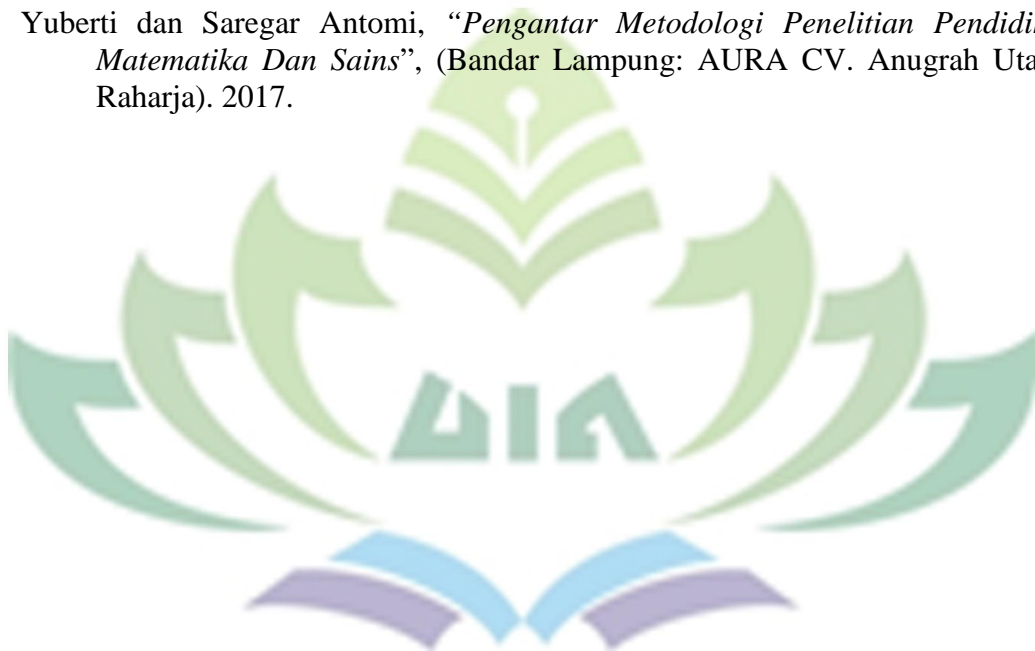 Yuberti dan Saregar Antomi, “Pengantar Metodologi Penelitian Pendidi
Matematika Dan Sains”, (Bandar Lampung: AURA CV. Anugrah Uta
Raharja). 2017.
UIN